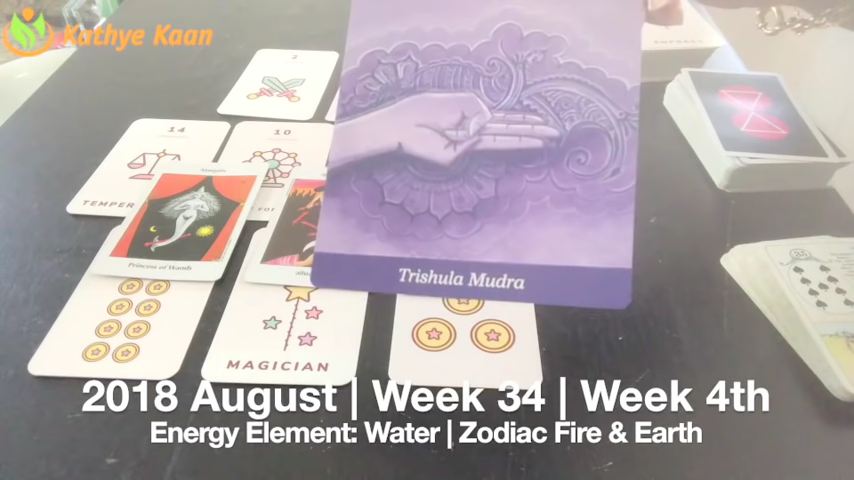 Kathye Kaan
2
14
10
TEMPER
Princess of Wands
Trishula Mudra
MAGICIAN
35
2018 August | Week 34 | Week 4th
Energy Element: Water | Zodiac Fire & Earth